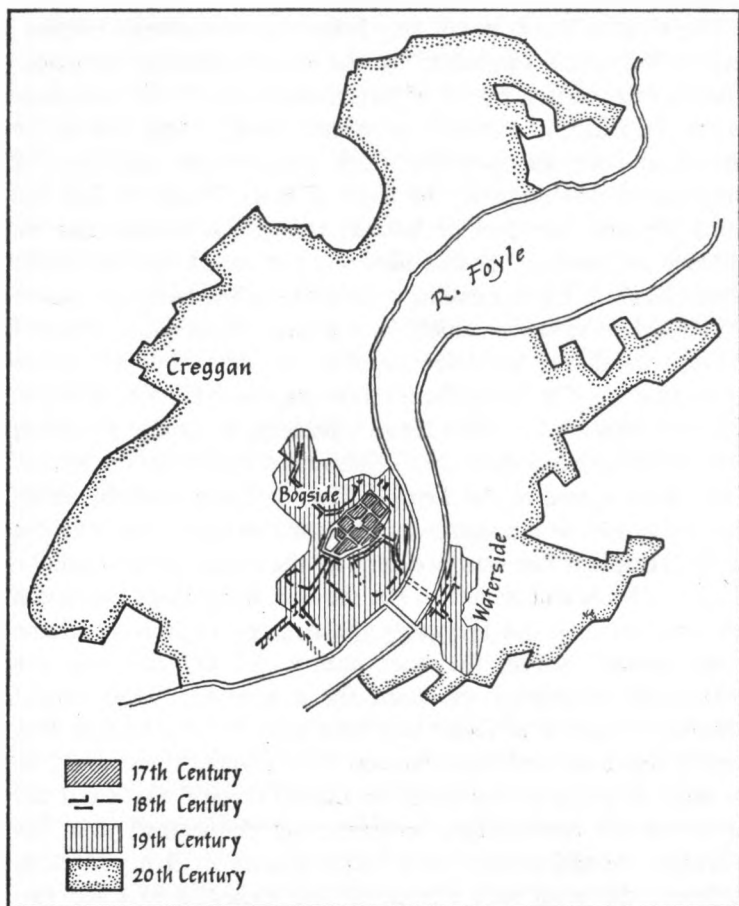 R. Foyle
Creggan
Bogside
Waterside
17th Century
18th Century
19th Century
20th Century